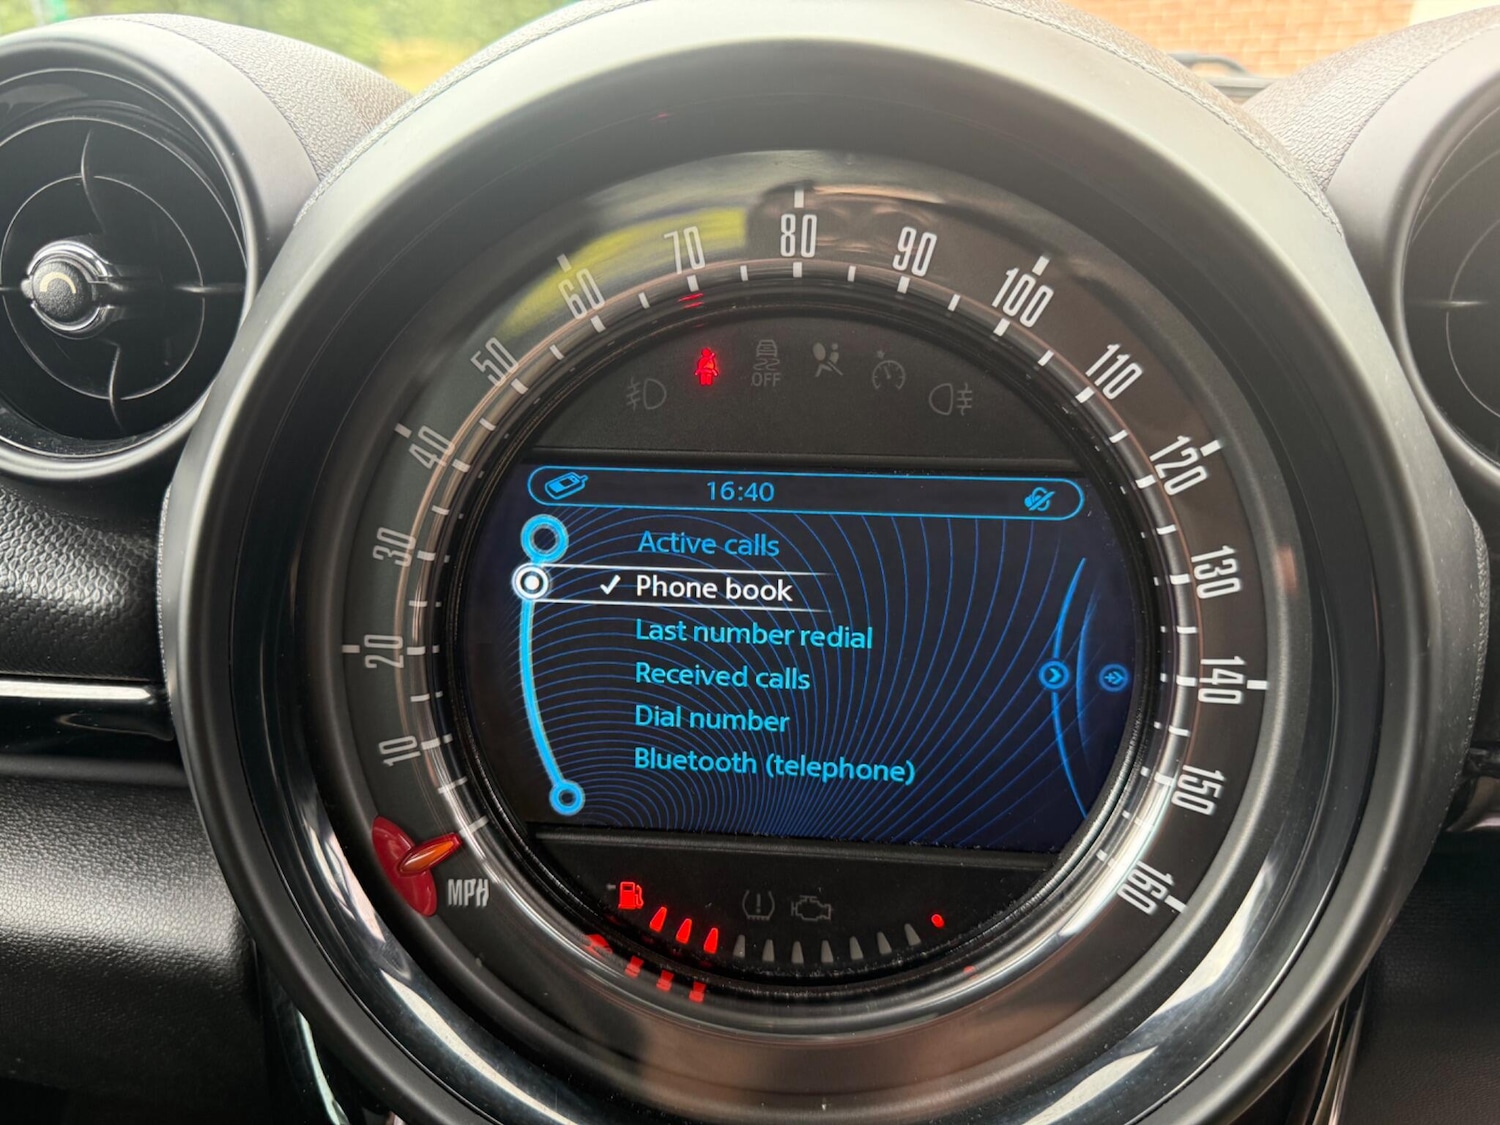 80
70
90
60
100
50
110
40
120
30
130
20
140
10
150
160
MPH
OFF
16:40
Active calls
✓ Phone book
Last number redial
Received calls
Dial number
Bluetooth (telephone)